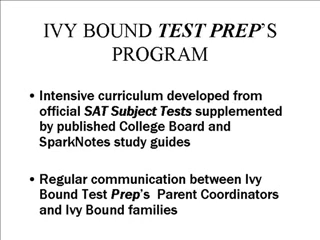 IVY BOUND TEST PREP'S
PROGRAM
• Intensive curriculum developed from
official SAT Subject Tests supplemented
by published College Board and
SparkNotes study guides
• Regular communication between Ivy
Bound Test Prep's Parent Coordinators
and Ivy Bound families